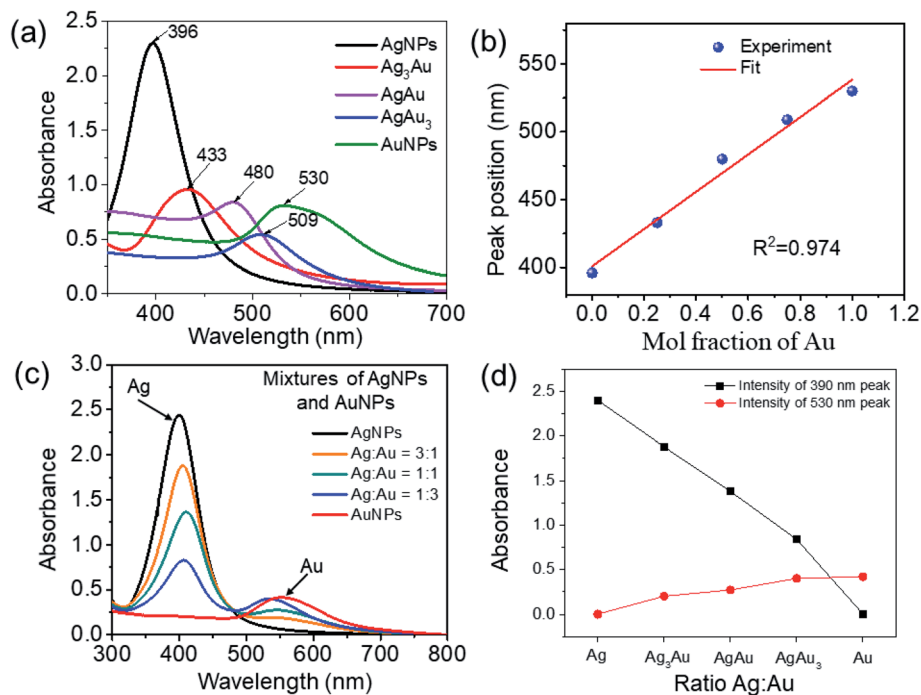 (a)
2.5
2.0
1.5
1.0
0.5
0.0
Absorbance
400
500
600
700
Wavelength (nm)
396
433
480
530
509
AgNPs
Ag₃Au
AgAu
AgAu₃
AuNPs
(b)
550
500
450
400
Peak position (nm)
0.0
0.2
0.4
0.6
0.8
1.0
1.2
Mol fraction of Au
Experiment
Fit
R²=0.974
(c)
3.0
2.5
2.0
1.5
1.0
0.5
0.0
Absorbance
300
400
500
600
700
800
Wavelength (nm)
Ag
Au
Mixtures of AgNPs
and AuNPs
AgNPs
Ag:Au = 3:1
Ag:Au = 1:1
Ag:Au = 1:3
AuNPs
(d)
2.5
2.0
1.5
1.0
0.5
0.0
Absorbance
Intensity of 390 nm peak
Intensity of 530 nm peak
Ag
Ag₃Au
AgAu
AgAu₃
Au
Ratio Ag:Au